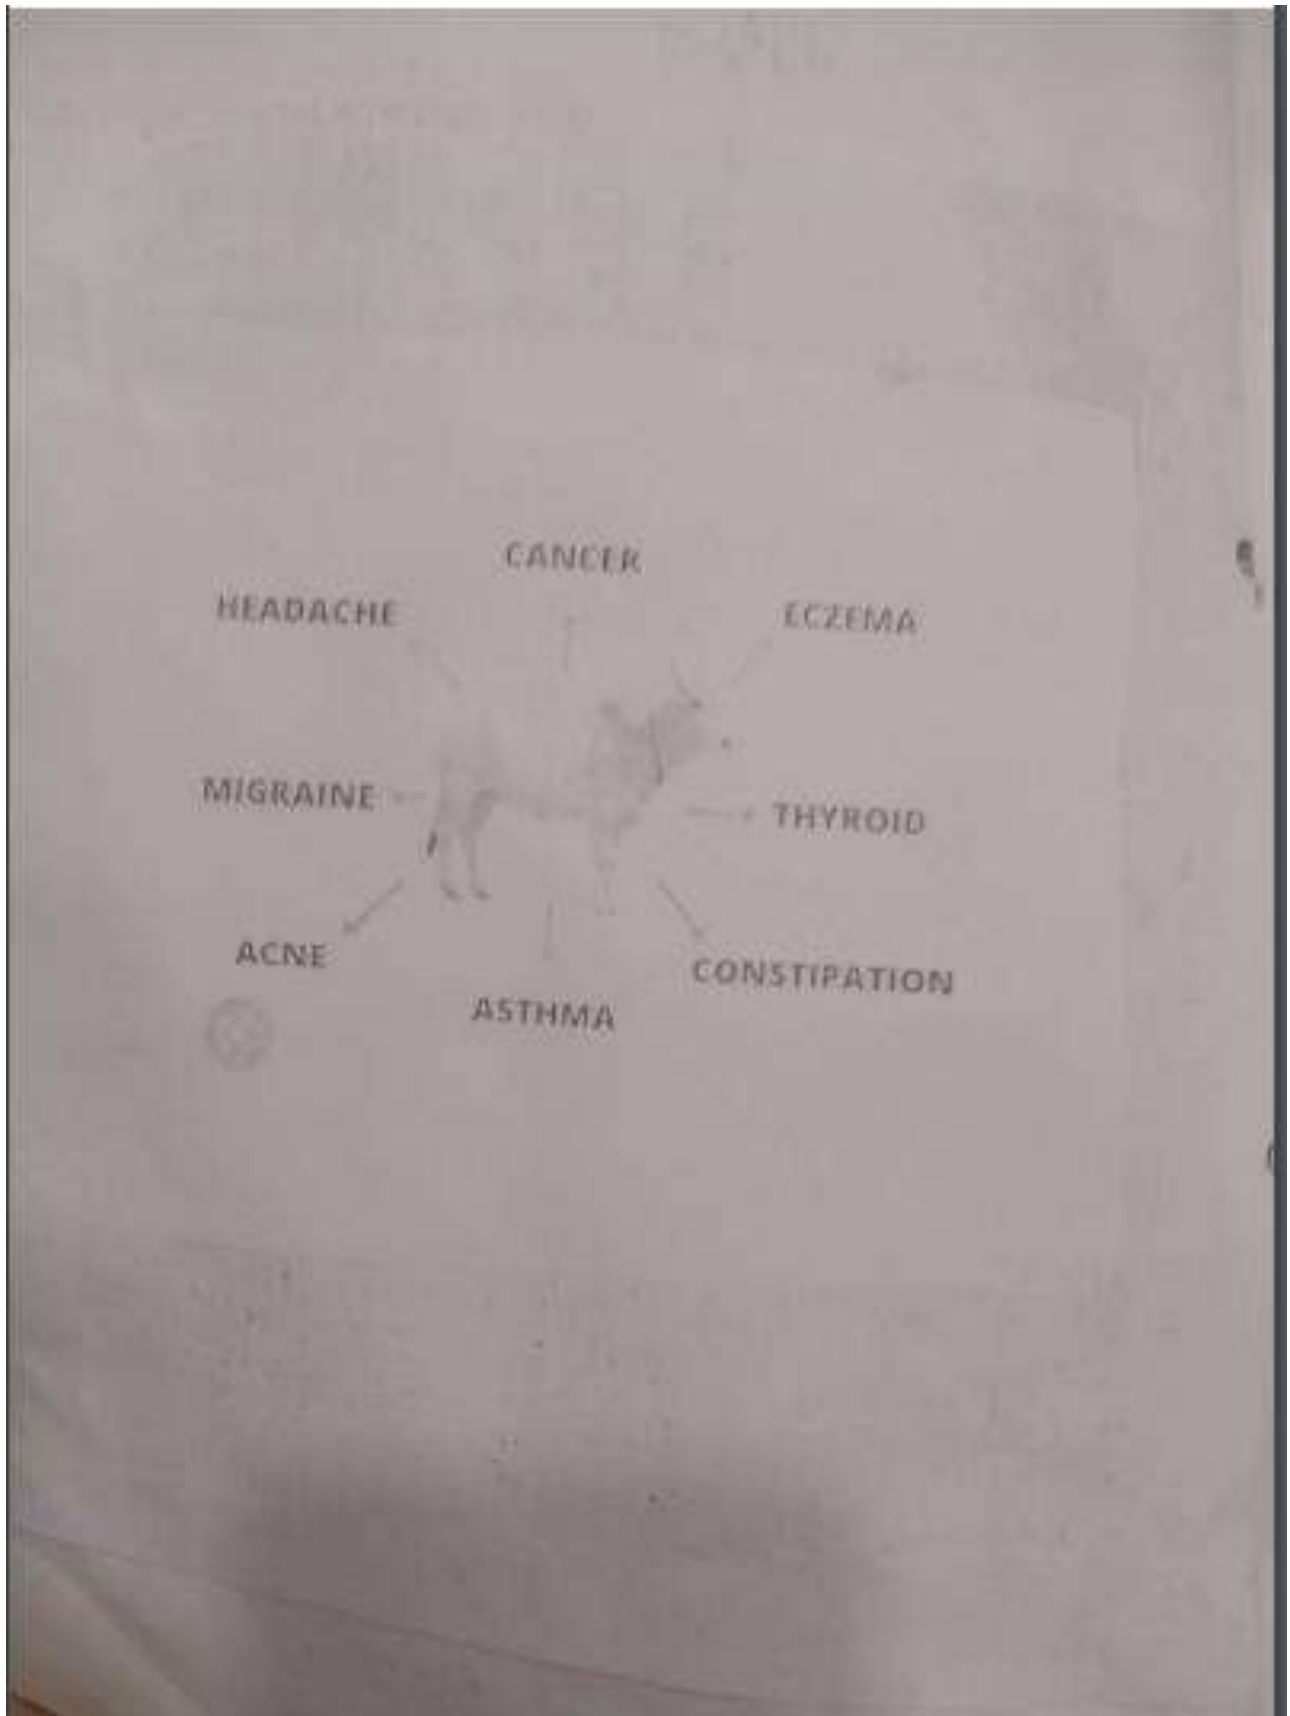 CANCER
HEADACHE
ECZEMA
MIGRAINE
THYROID
ACNE
CONSTIPATION
ASTHMA